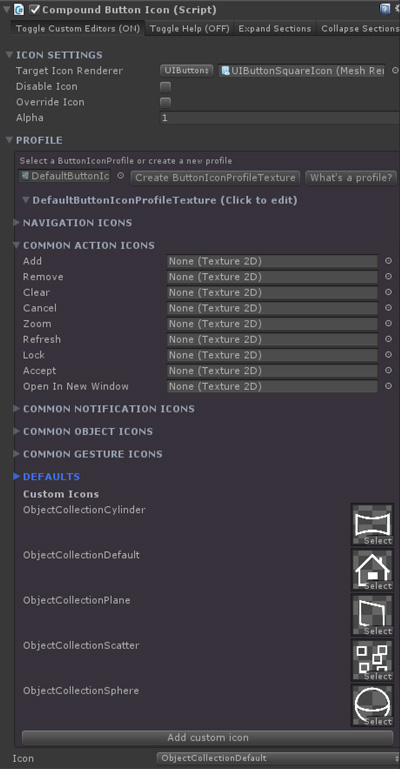 Compound Button Icon (Script)
Toggle Custom Editors (ON) Toggle Help (OFF) Expand Sections Collapse Sections
ICON SETTINGS
Target Icon Renderer UIButton UIButtonSquareIcon (Mesh Re
Disable Icon
Override Icon
Alpha 1
PROFILE
Select a ButtonIconProfile or create a new profile
DefaultButtonIc Create ButtonIconProfileTexture What's a profile?
DefaultButtonIconProfileTexture (Click to edit)
NAVIGATION ICONS
COMMON ACTION ICONS
Add None (Texture 2D)
Remove None (Texture 2D)
Clear None (Texture 2D)
Cancel None (Texture 2D)
Zoom None (Texture 2D)
Refresh None (Texture 2D)
Lock None (Texture 2D)
Accept None (Texture 2D)
Open In New Window None (Texture 2D)
COMMON NOTIFICATION ICONS
COMMON OBJECT ICONS
COMMON GESTURE ICONS
DEFAULTS
Custom Icons
ObjectCollectionCylinder
Select
ObjectCollectionDefault
Select
ObjectCollectionPlane
Select
ObjectCollectionScatter
Select
ObjectCollectionSphere
Select
Add custom icon
Icon ObjectCollectionDefault